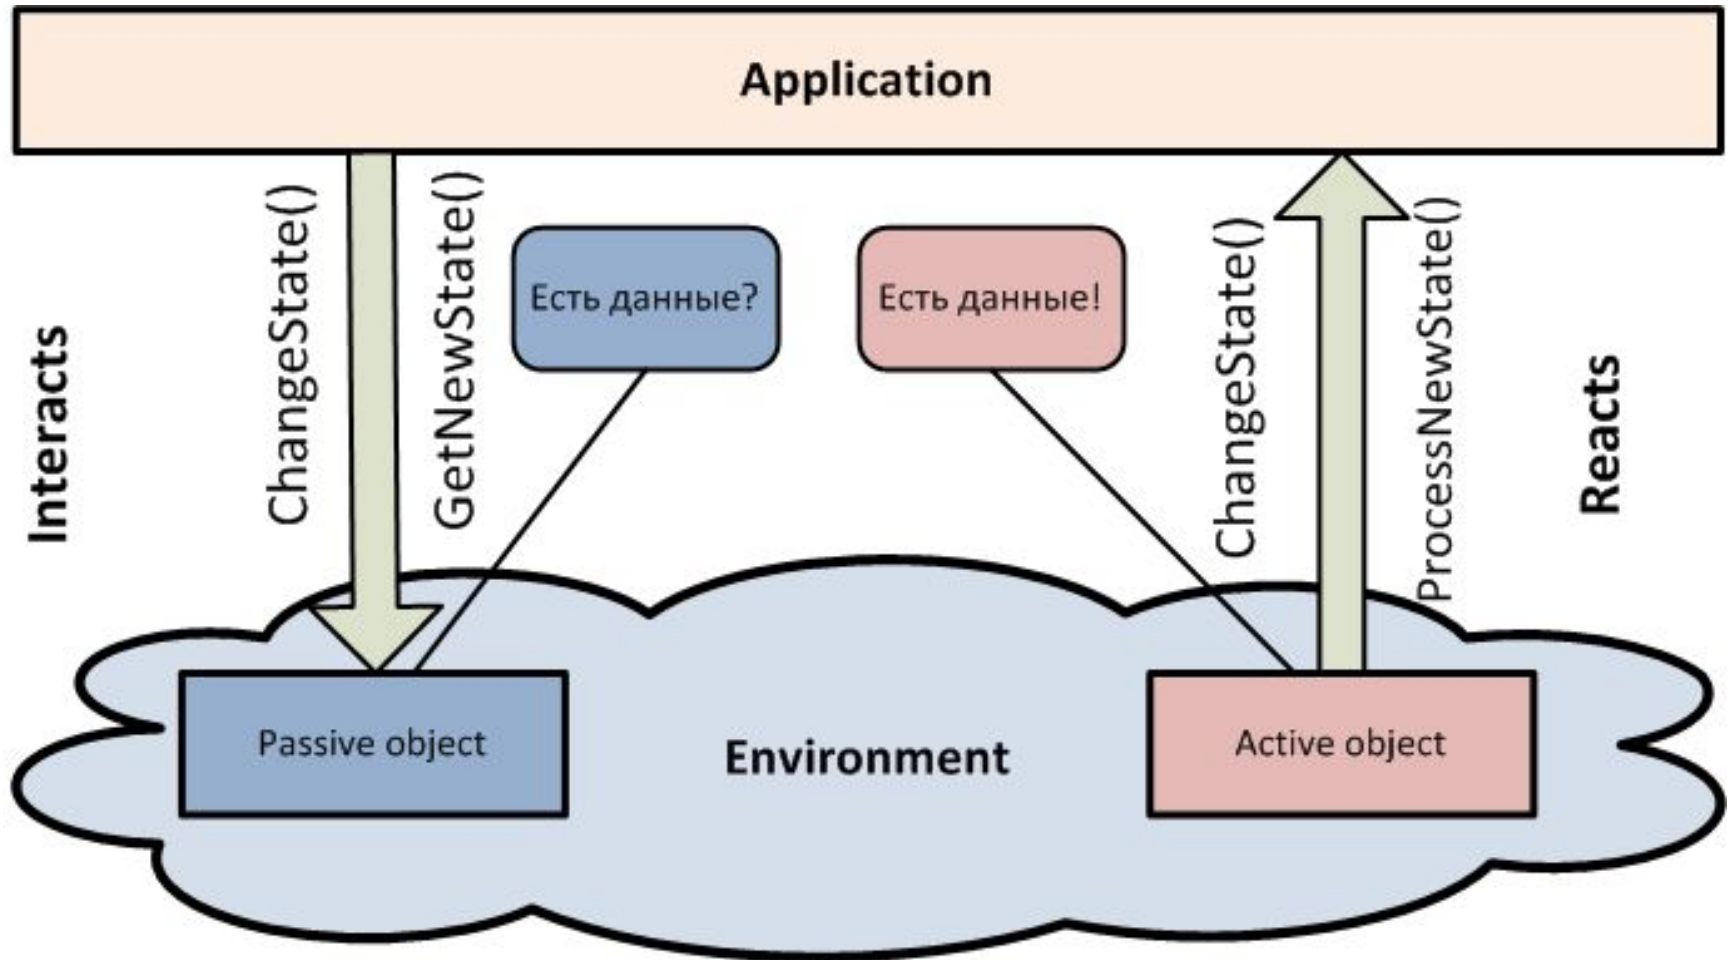 Application
Interacts
ChangeState()
GetNewState()
Есть данные?
Есть данные!
ChangeState()
ProcessNewState()
Reacts
Passive object
Environment
Active object